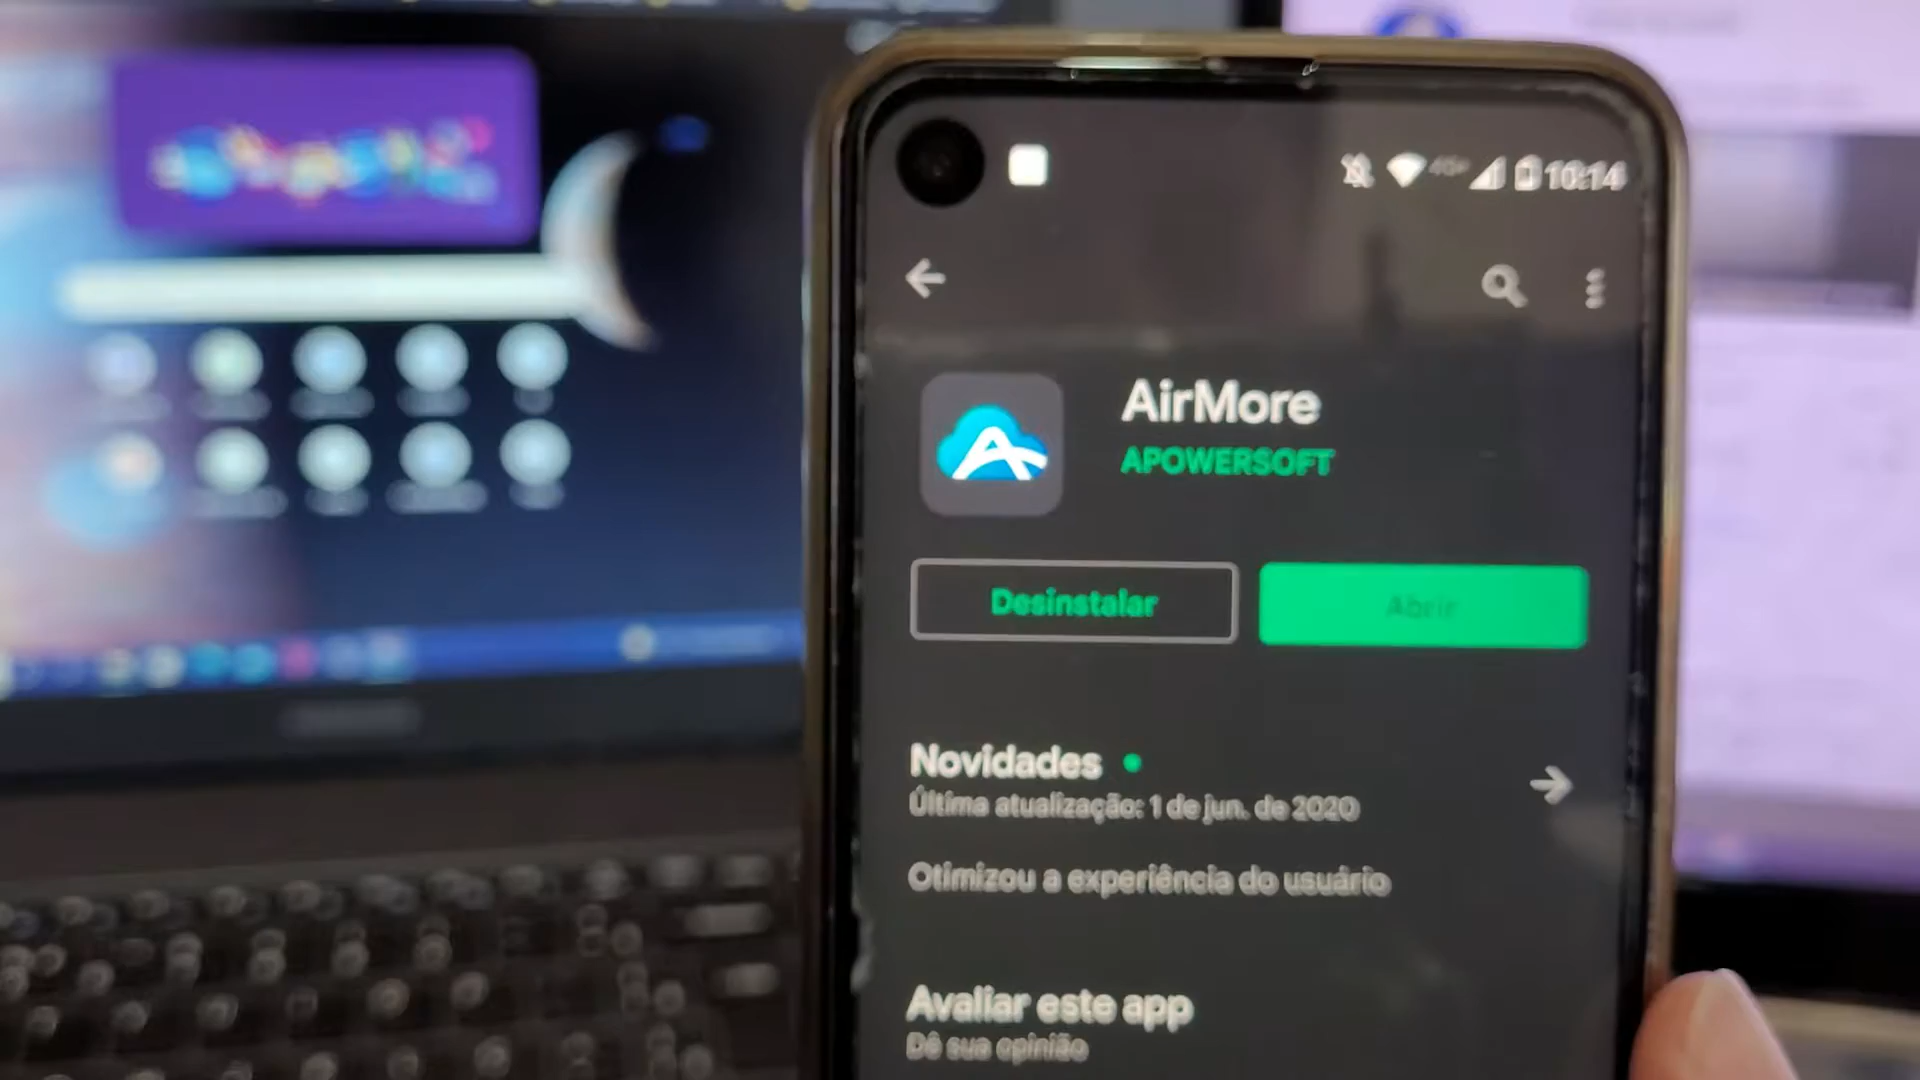 10:14
AirMore
APOWERSOFT
Desinstalar
Abrir
Novidades
Última atualização: 1 de jun. de 2020
Otimizou a experiência do usuário
Avaliar este app
Dê sua opinião